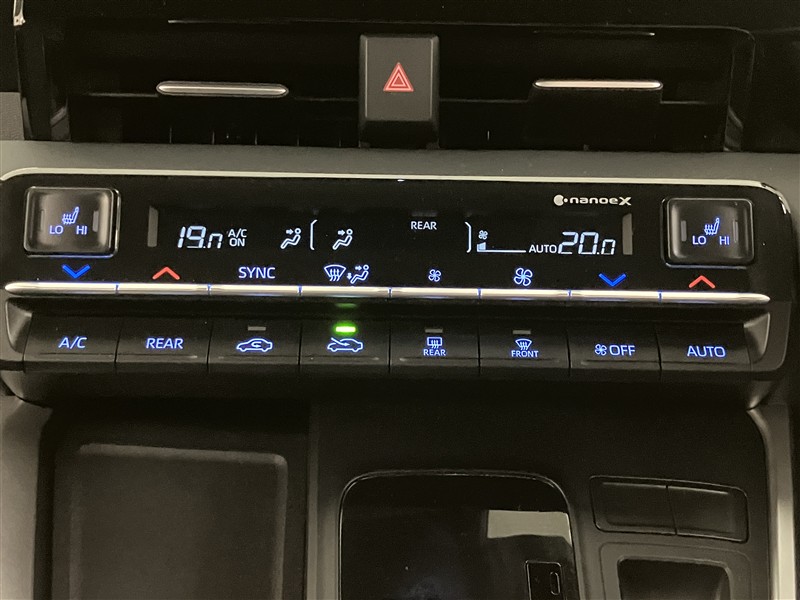 nanoeX
LO HI
19.0 A/C ON
REAR
AUTO 20.0
LO HI
SYNC
A/C
REAR
REAR
FRONT
OFF
AUTO